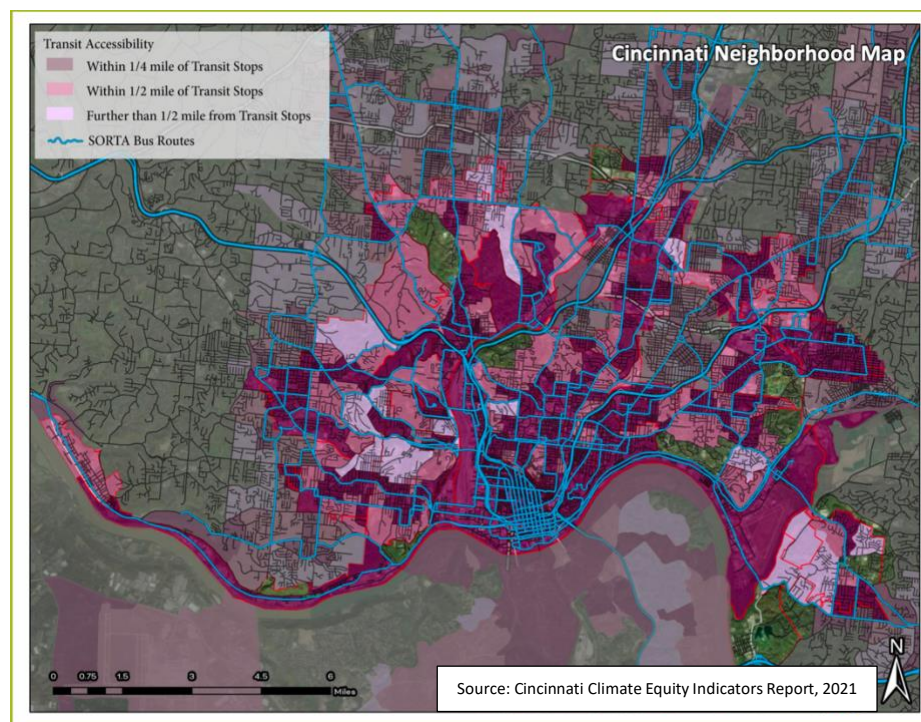 Transit Accessibility
Cincinnati Neighborhood Map
Within 1/4 mile of Transit Stops
Within 1/2 mile of Transit Stops
Further than 1/2 mile from Transit Stops
SORTA Bus Routes
N
0 0.75 1.5 3 4.5 6
Miles
Source: Cincinnati Climate Equity Indicators Report, 2021